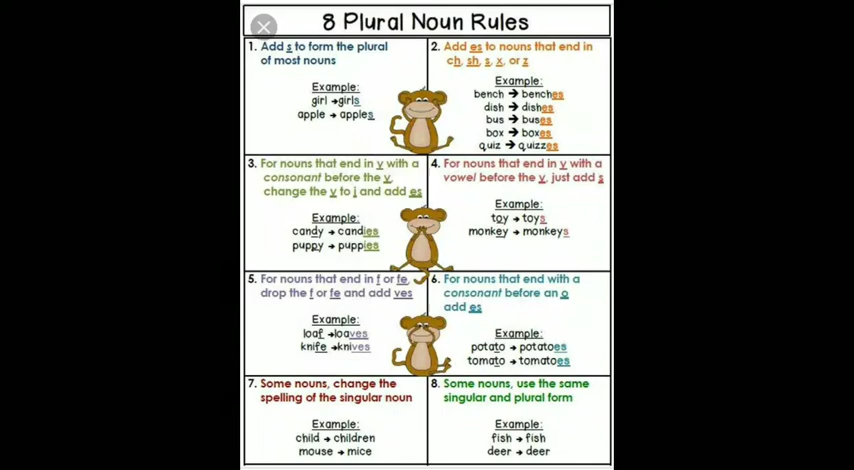 8 Plural Noun Rules
1. Add s to form the plural
of most nouns
Example:
girl → girls
apple → apples
2. Add es to nouns that end in
ch, sh, s, x, or z
Example:
bench → benches
dish → dishes
bus → buses
box → boxes
quiz → quizzes
3. For nouns that end in y with a
consonant before the y,
change the y to i and add es
Example:
candy → candies
puppy → puppies
4. For nouns that end in y with a
vowel before the y, just add s
Example:
toy → toys
monkey → monkeys
5. For nouns that end in f or fe,
drop the f or fe and add ves
Example:
loaf → loaves
knife → knives
6. For nouns that end with a
consonant before an o
add es
Example:
potato → potatoes
tomato → tomatoes
7. Some nouns, change the
spelling of the singular noun
Example:
child → children
mouse → mice
8. Some nouns, use the same
singular and plural form
Example:
fish → fish
deer → deer